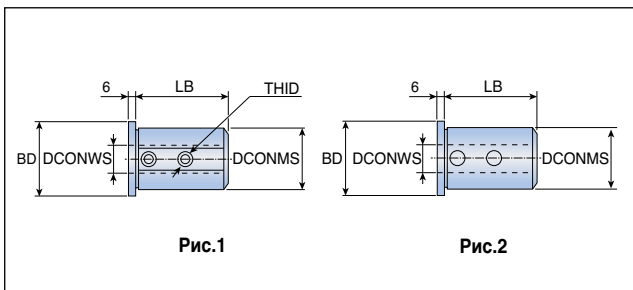 6 LB THID
BD DCONWS DCONMS
Рис.1
6 LB
BD DCONWS DCONMS
Рис.2